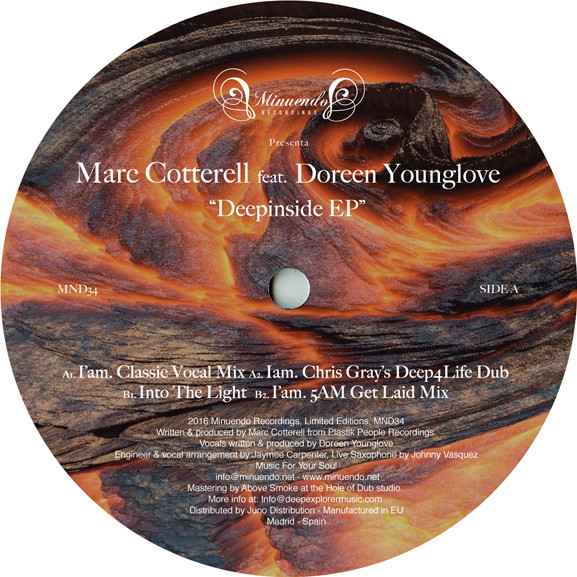 Minuendo
RECORDINGS
Presenta
Marc Cotterell feat. Doreen Younglove
“Deepinside EP”
MND34 SIDE A
A1. I'am. Classic Vocal Mix A2. Iam. Chris Gray's Deep4Life Dub
B1. Into The Light B2. I'am. 5AM Get Laid Mix
2016 Minuendo Recordings, Limited Editions, MND34
Written & produced by Marc Cotterell from Plastik People Recordings.
Vocals written & produced by Doreen Younglove
Engineer & vocal arrangement by Jaymee Carpenter, Live Saxophone by Johnny Vasquez
Music For Your Soul
info@minuendo.net - www.minuendo.net
Mastering by Above Smoke at the Hole of Dub studio.
More info at: Info@deepexplorermusic.com
Distributed by Juno Distribution - Manufactured in EU
Madrid - Spain